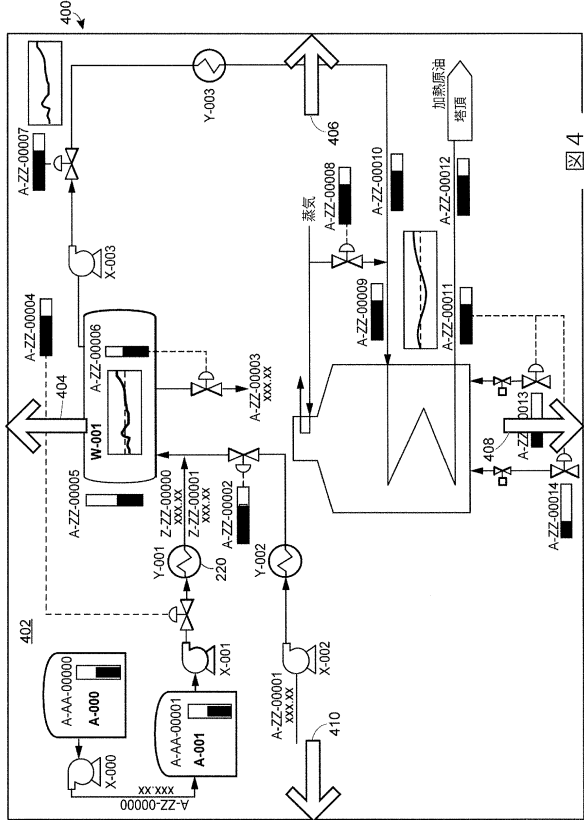 400
402
A-AA-00000
A-000
X-000
A-ZZ-00000
xxx.xx
A-AA-00001
A-001
X-001
Y-001
220
Z-ZZ-00000
xxx.xx
Z-ZZ-00001
xxx.xx
A-ZZ-00002
Y-002
X-002
A-ZZ-00001
xxx.xx
410
A-ZZ-00005
W-001
404
A-ZZ-00006
A-ZZ-00004
A-ZZ-00003
xxx.xx
X-003
A-ZZ-00007
Y-003
406
蒸気
A-ZZ-00008
A-ZZ-00009
A-ZZ-00010
A-ZZ-00011
A-ZZ-00012
加熱原油
塔頂
408
A-ZZ-00014
図 4